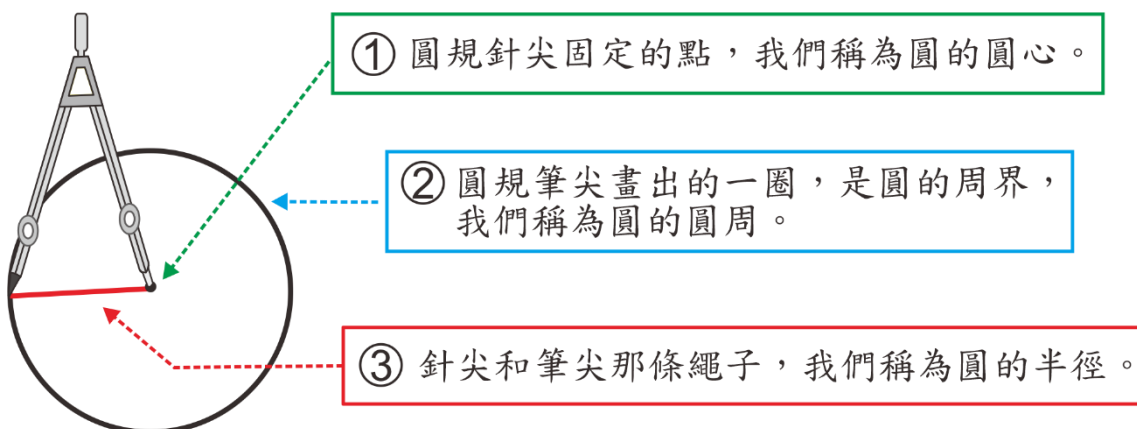 ① 圓規針尖固定的點，我們稱為圓的圓心。
② 圓規筆尖畫出的一圈，是圓的周界，
我們稱為圓的圓周。
③ 針尖和筆尖那條繩子，我們稱為圓的半徑。